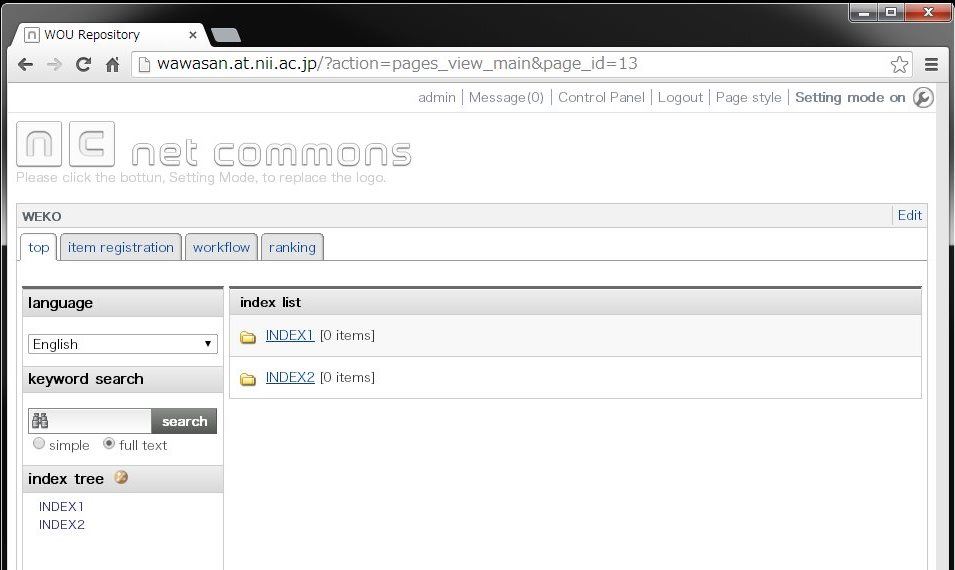 WOU Repository
wawasan.at.nii.ac.jp/?action=pages_view_main&page_id=13
admin | Message(0) | Control Panel | Logout | Page style | Setting mode on
n c net commons
Please click the bottun, Setting Mode, to replace the logo.
WEKO
Edit
top
item registration
workflow
ranking
language
English
keyword search
search
simple
full text
index tree
INDEX1
INDEX2
index list
INDEX1 [0 items]
INDEX2 [0 items]